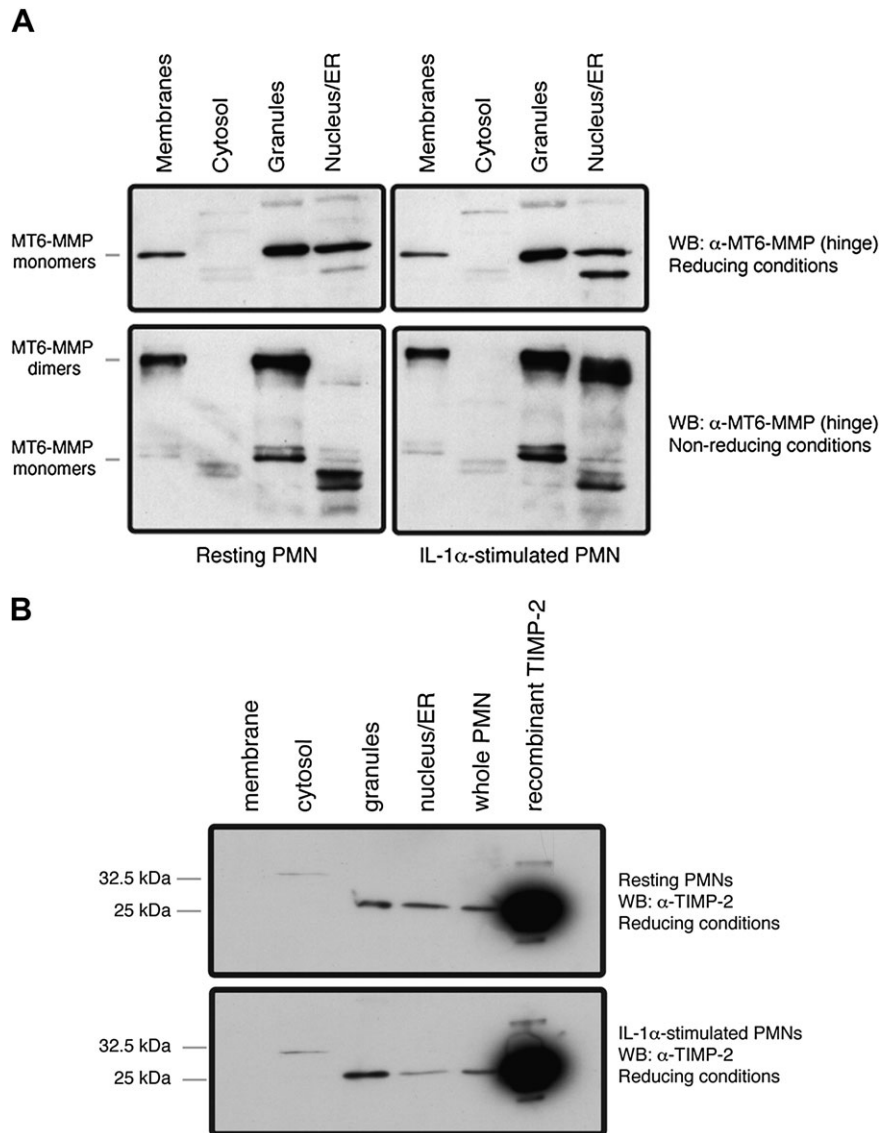 A
Membranes
Cytosol
Granules
Nucleus/ER
Membranes
Cytosol
Granules
Nucleus/ER
MT6-MMP
monomers
WB: α-MT6-MMP (hinge)
Reducing conditions
MT6-MMP
dimers
MT6-MMP
monomers
WB: α-MT6-MMP (hinge)
Non-reducing conditions
Resting PMN
IL-1α-stimulated PMN
B
membrane
cytosol
granules
nucleus/ER
whole PMN
recombinant TIMP-2
32.5 kDa
25 kDa
Resting PMNs
WB: α-TIMP-2
Reducing conditions
32.5 kDa
25 kDa
IL-1α-stimulated PMNs
WB: α-TIMP-2
Reducing conditions